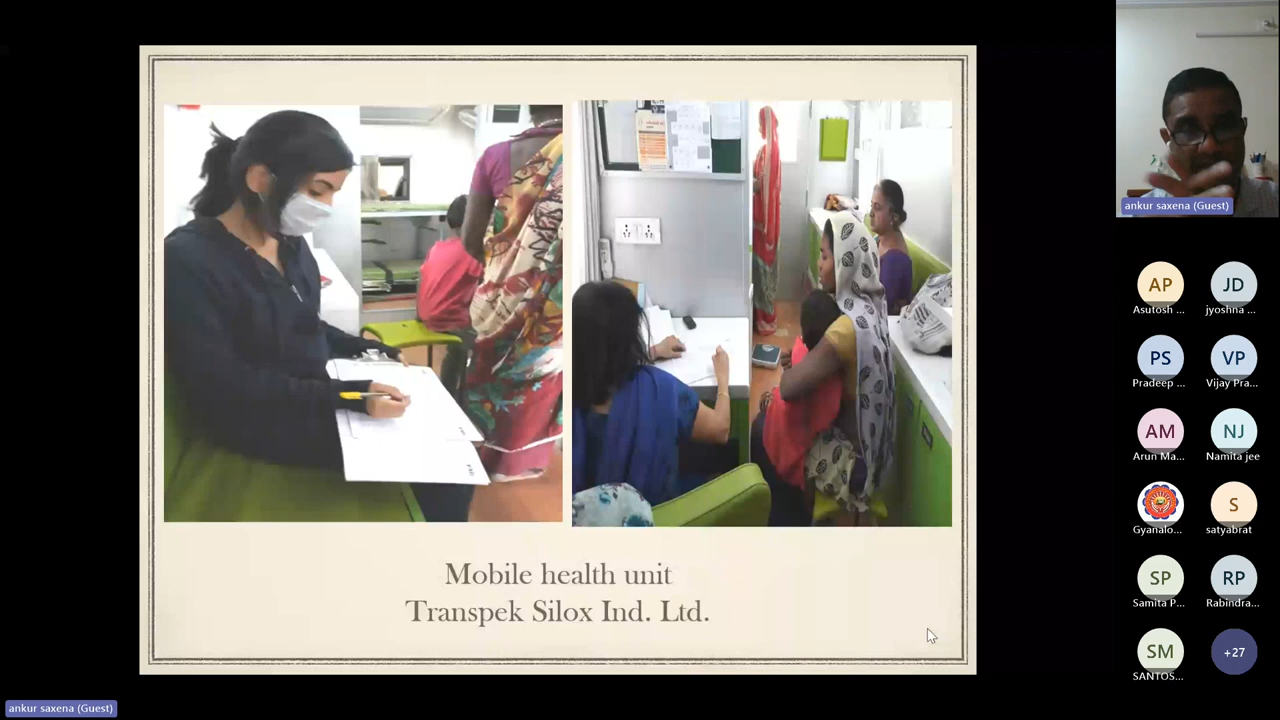 Mobile health unit
Transpek Silox Ind. Ltd.
ankur saxena (Guest)
AP
Asutosh ...
JD
jyoshna ...
PS
Pradeep ...
VP
Vijay Pra...
AM
Arun Ma...
NJ
Namita jee
Gyanalo...
S
satyabrat
SP
Samita P...
RP
Rabindra...
SM
SANTOS...
+27
ankur saxena (Guest)